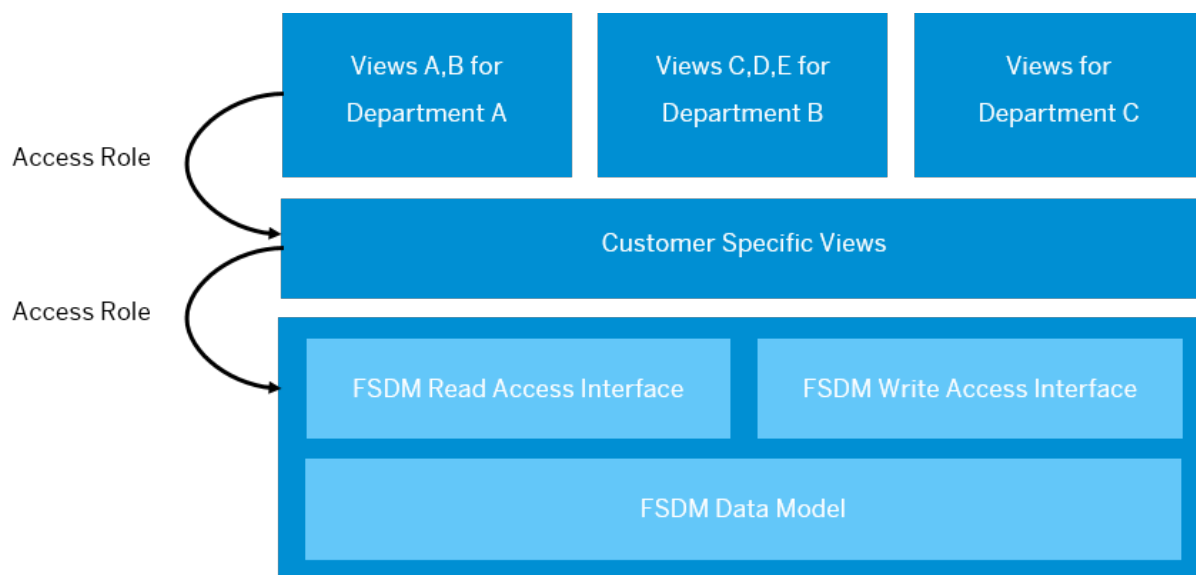 Views A,B for
Department A
Views C,D,E for
Department B
Views for
Department C
Access Role
Customer Specific Views
Access Role
FSDM Read Access Interface
FSDM Write Access Interface
FSDM Data Model